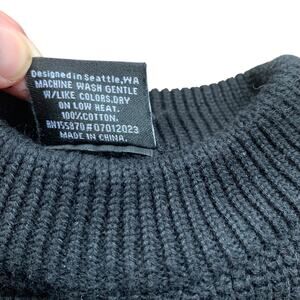 Designed in Seattle,WA
MACHINE WASH GENTLE
W/LIKE COLORS.DRY
ON LOW HEAT.
100%COTTON.
RN155970#07012023
MADE IN CHINA.